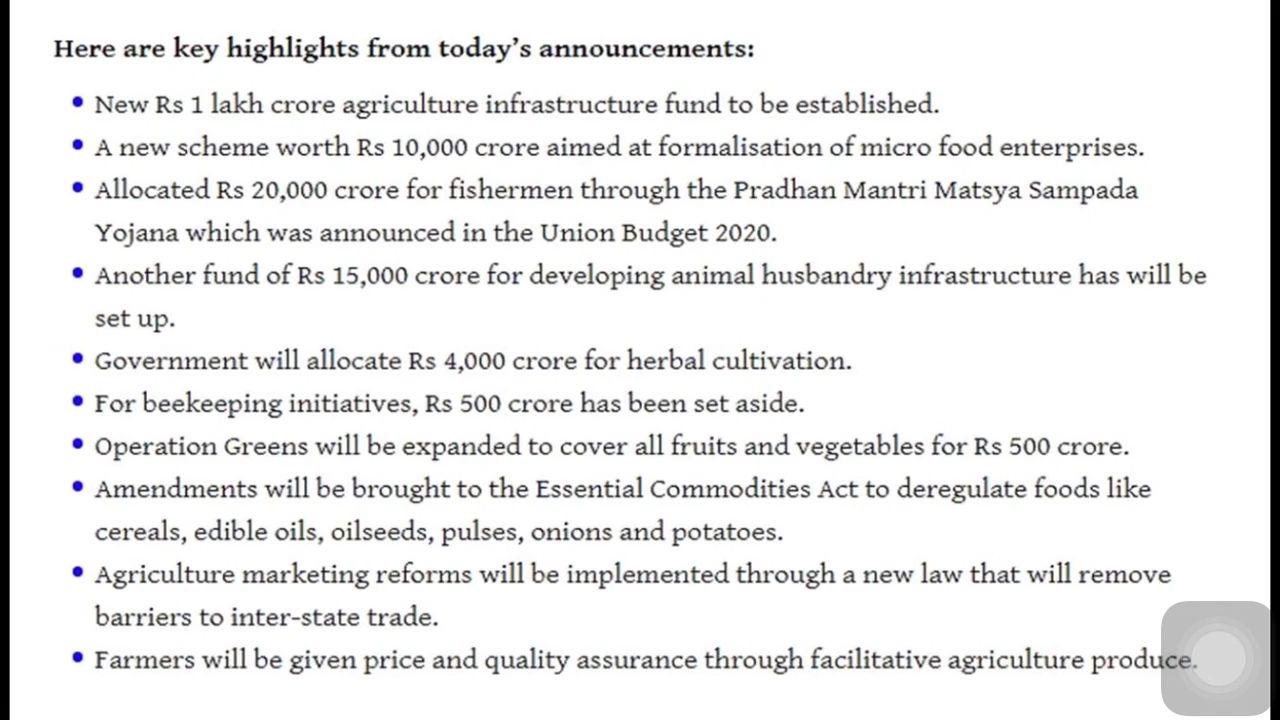 Here are key highlights from today's announcements:
• New Rs 1 lakh crore agriculture infrastructure fund to be established.
• A new scheme worth Rs 10,000 crore aimed at formalisation of micro food enterprises.
• Allocated Rs 20,000 crore for fishermen through the Pradhan Mantri Matsya Sampada
Yojana which was announced in the Union Budget 2020.
• Another fund of Rs 15,000 crore for developing animal husbandry infrastructure has will be
set up.
• Government will allocate Rs 4,000 crore for herbal cultivation.
• For beekeeping initiatives, Rs 500 crore has been set aside.
• Operation Greens will be expanded to cover all fruits and vegetables for Rs 500 crore.
• Amendments will be brought to the Essential Commodities Act to deregulate foods like
cereals, edible oils, oilseeds, pulses, onions and potatoes.
• Agriculture marketing reforms will be implemented through a new law that will remove
barriers to inter-state trade.
• Farmers will be given price and quality assurance through facilitative agriculture produce.